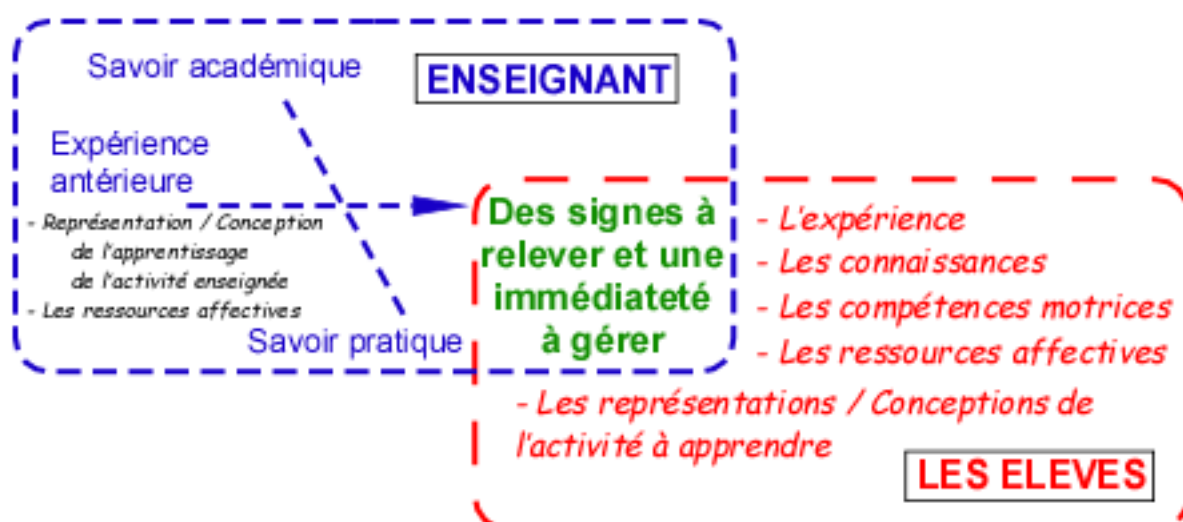 Savoir académique
ENSEIGNANT
Expérience
antérieure
- Représentation / Conception
de l'apprentissage
de l'activité enseignée
- Les ressources affectives
Savoir pratique
Des signes à
relever et une
immédiateté
à gérer
- L'expérience
- Les connaissances
- Les compétences motrices
- Les ressources affectives
- Les représentations / Conceptions de
l'activité à apprendre
LES ELEVES